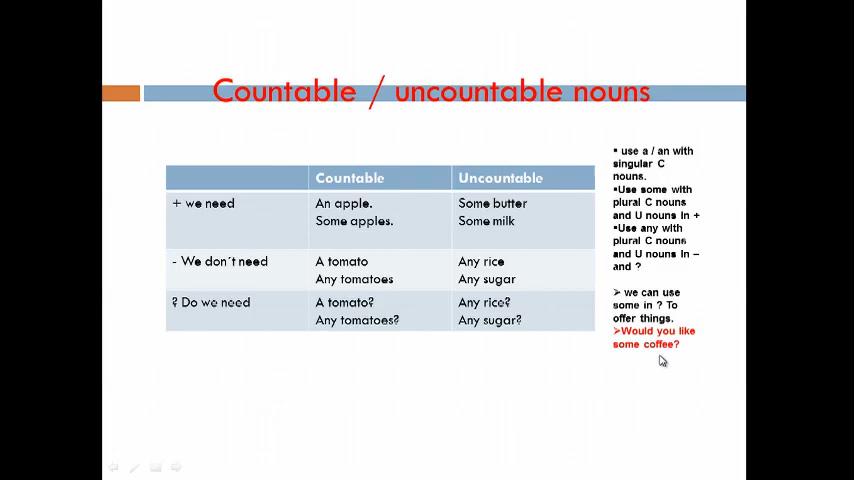 Countable / uncountable nouns
Countable Uncountable
+ we need An apple. Some butter
Some apples. Some milk
- We don´t need A tomato Any rice
Any tomatoes Any sugar
? Do we need A tomato? Any rice?
Any tomatoes? Any sugar?
▪ use a / an with
singular C
nouns.
▪Use some with
plural C nouns
and U nouns in +
▪Use any with
plural C nouns
and U nouns in –
and ?
➢ we can use
some in ? To
offer things.
➢Would you like
some coffee?